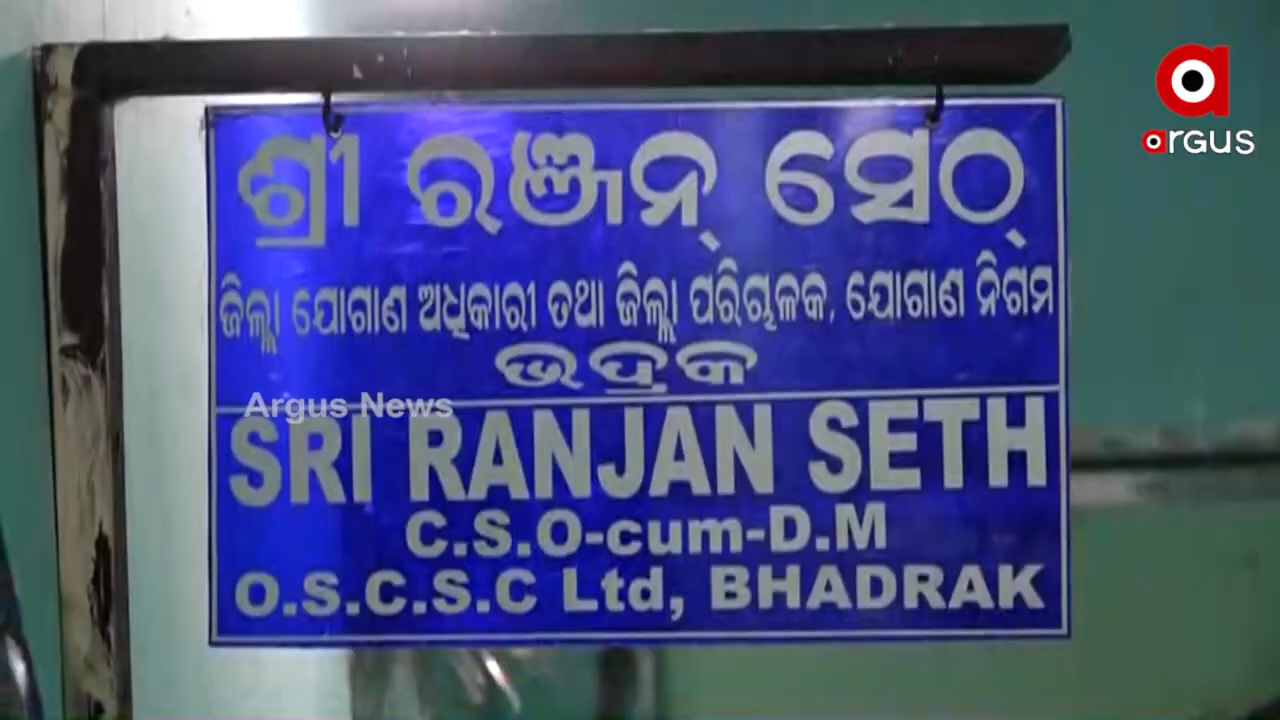 ଶ୍ରୀ ରଞ୍ଜନ୍ ସେଠ୍
ଜିଲ୍ଲା ଯୋଗାଣ ଅଧିକାରୀ ତଥା ଜିଲ୍ଲା ପରିଚାଳକ, ଯୋଗାଣ ନିଗମ
ଭଦ୍ରକ
Argus News
SRI RANJAN SETH
C.S.O-cum-D.M
O.S.C.S.C Ltd, BHADRAK
argus